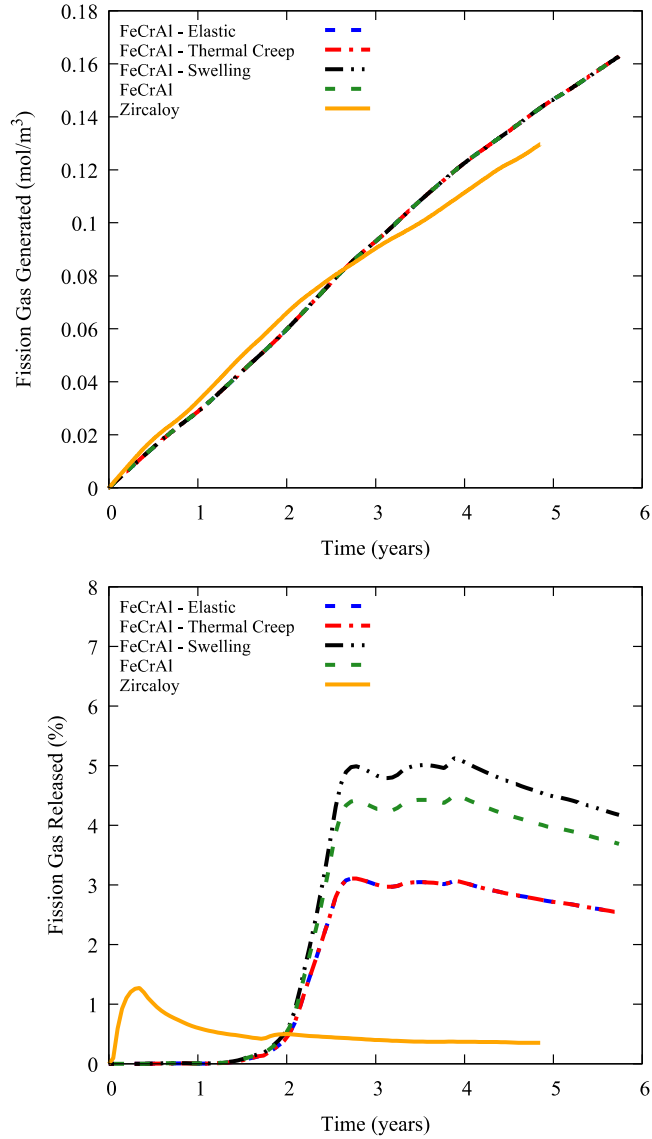 0.18
0.16
0.14
0.12
0.1
0.08
0.06
0.04
0.02
0
Fission Gas Generated (mol/m³)
FeCrAl - Elastic
FeCrAl - Thermal Creep
FeCrAl - Swelling
FeCrAl
Zircaloy
0 1 2 3 4 5 6
Time (years)
8
7
6
5
4
3
2
1
0
Fission Gas Released (%)
FeCrAl - Elastic
FeCrAl - Thermal Creep
FeCrAl - Swelling
FeCrAl
Zircaloy
0 1 2 3 4 5 6
Time (years)